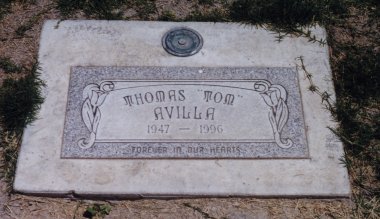 THOMAS "TOM"
AVILLA
1947 — 1996
FOREVER IN OUR HEARTS